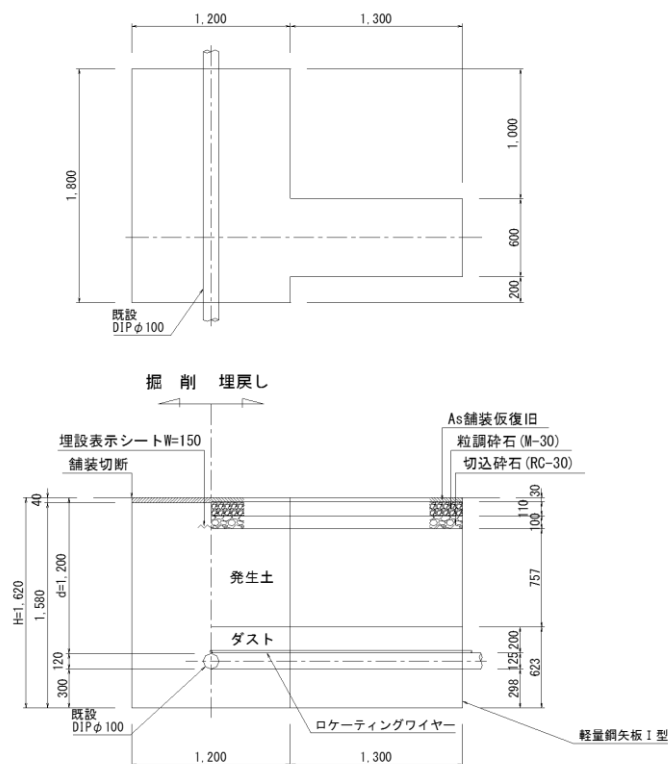 1,200
1,300
1,800
1,000
600
200
既設
DIPφ100
掘 削 埋戻し
As舗装仮復旧
粒調砕石(M-30)
切込砕石(RC-30)
埋設表示シートW=150
舗装切断
40
30
110
100
H=1,620
1,580
d=1,200
発生土
757
ダスト
200
120
125
623
300
298
既設
DIPφ100
ロケーティングワイヤー
軽量鋼矢板Ⅰ型
1,200
1,300